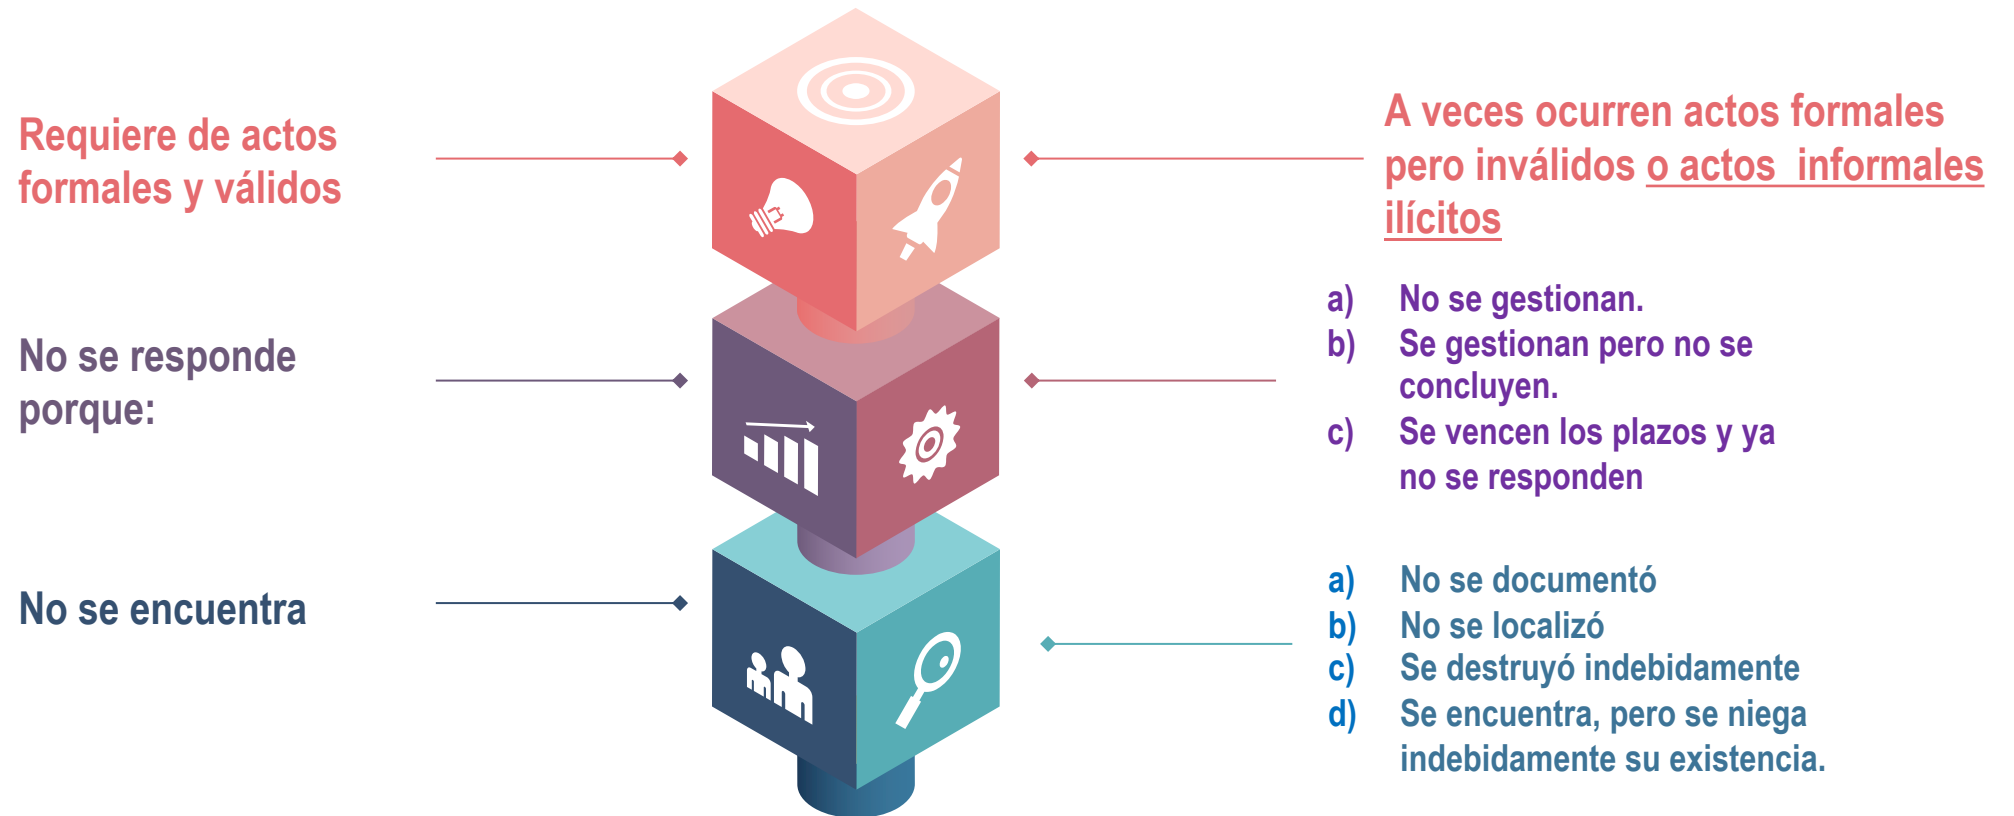 Requiere de actos
formales y válidos
A veces ocurren actos formales
pero inválidos o actos informales
ilícitos
No se responde
porque:
a) No se gestionan.
b) Se gestionan pero no se
concluyen.
c) Se vencen los plazos y ya
no se responden
No se encuentra
a) No se documentó
b) No se localizó
c) Se destruyó indebidamente
d) Se encuentra, pero se niega
indebidamente su existencia.